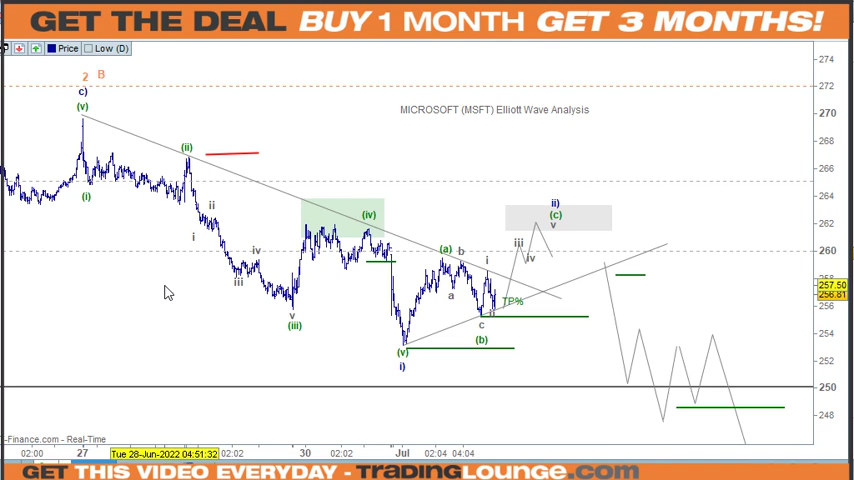 GET THE DEAL BUY 1 MONTH GET 3 MONTHS!
Price Low (D)
2 B
c)
(v)
MICROSOFT (MSFT) Elliott Wave Analysis
(ii)
(i)
i
ii
iii
iv
v
(iii)
(iv)
(v)
i)
(a)
a
b
c
(b)
i
ii
TP%
iii
iv
ii)
(c)
v
274
272
270
268
266
264
262
260
258
257.50
256.81
254
252
250
248
-Finance.com - Real-Time
02:00 27 Tue 28-Jun-2022 04:51:32 02:02 30 02:02 Jul 02:04 04:04
GET THIS VIDEO EVERYDAY - TradingLounge.com